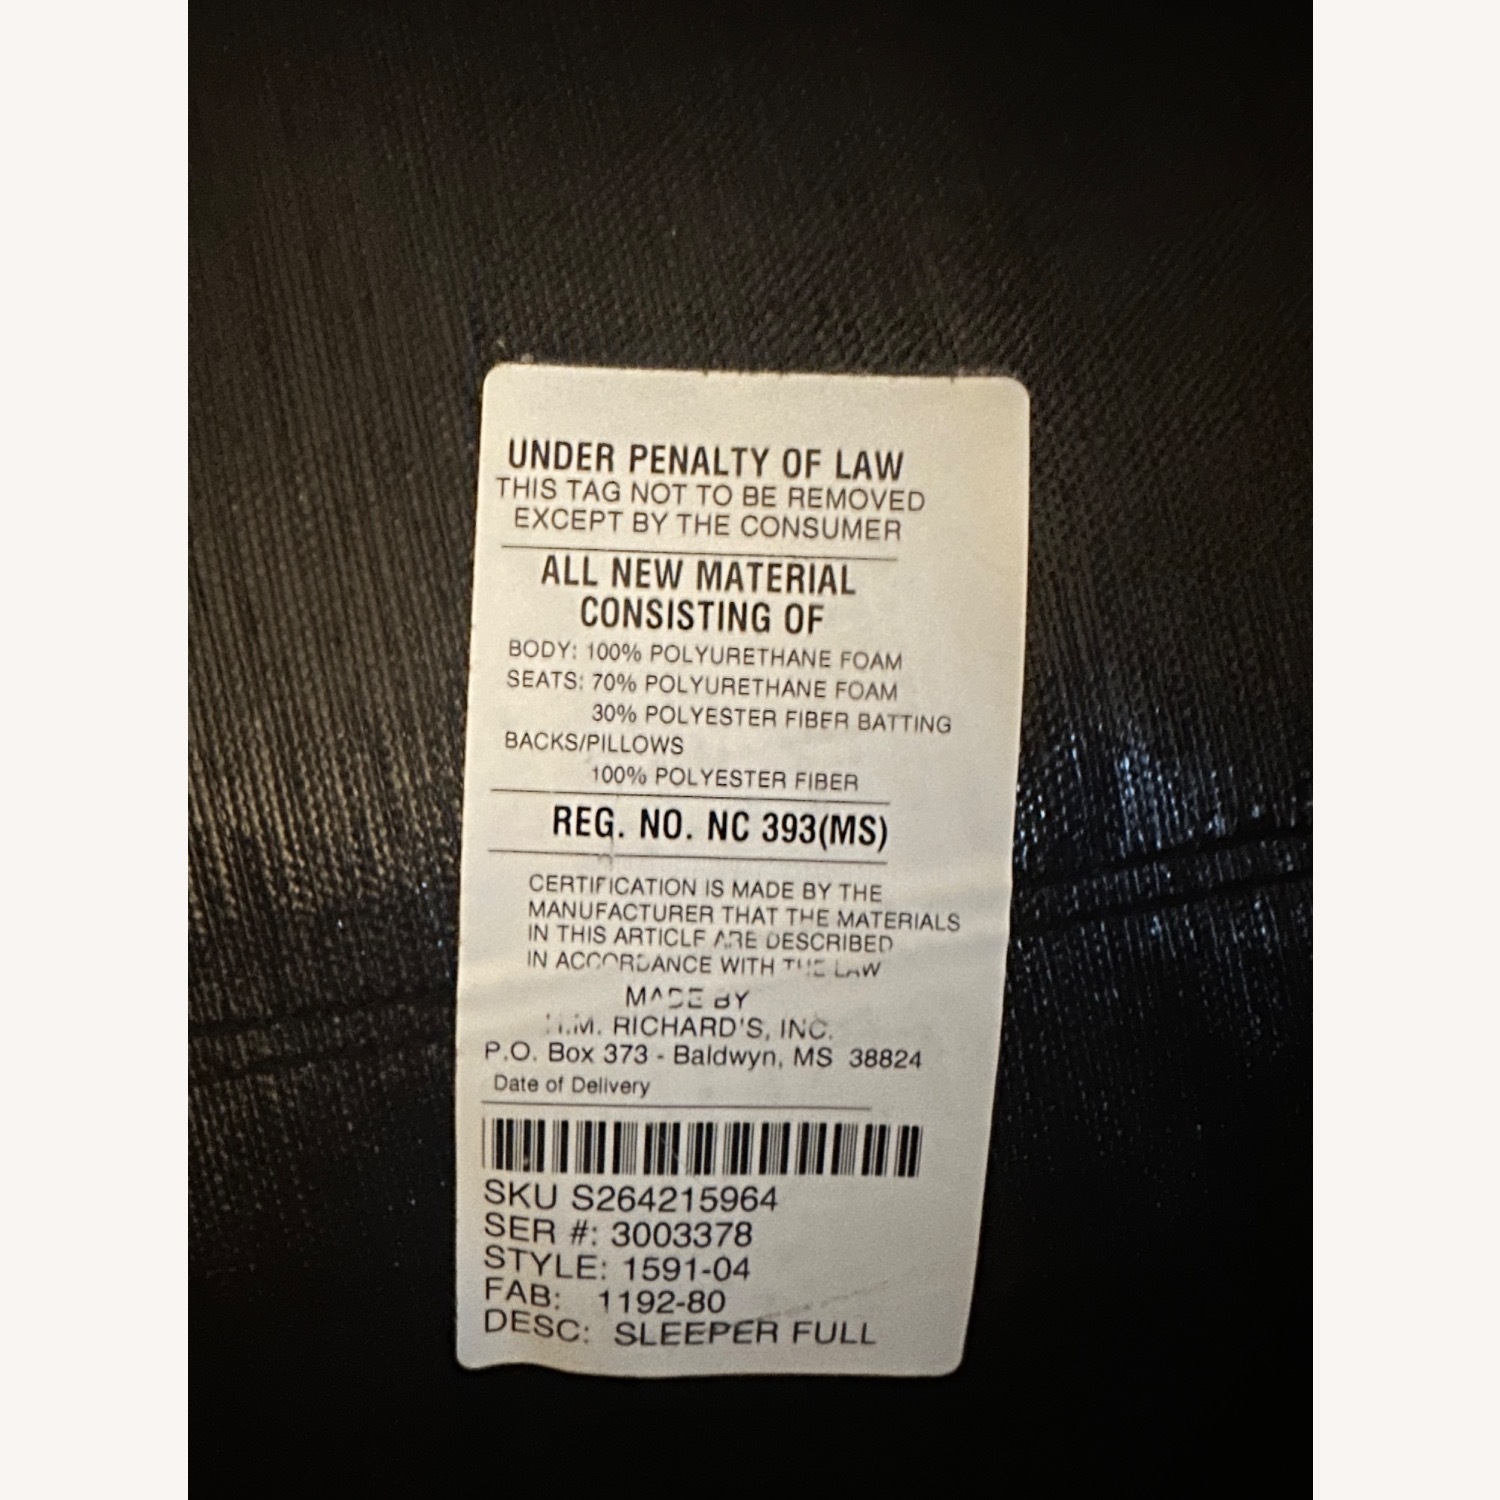 UNDER PENALTY OF LAW
THIS TAG NOT TO BE REMOVED
EXCEPT BY THE CONSUMER
ALL NEW MATERIAL
CONSISTING OF
BODY: 100% POLYURETHANE FOAM
SEATS: 70% POLYURETHANE FOAM
30% POLYESTER FIBER BATTING
BACKS/PILLOWS
100% POLYESTER FIBER
REG. NO. NC 393(MS)
CERTIFICATION IS MADE BY THE
MANUFACTURER THAT THE MATERIALS
IN THIS ARTICLE ARE DESCRIBED
IN ACCORDANCE WITH THE LAW
MADE BY
H.M. RICHARD'S, INC.
P.O. Box 373 - Baldwyn, MS 38824
Date of Delivery
SKU S264215964
SER #: 3003378
STYLE: 1591-04
FAB: 1192-80
DESC: SLEEPER FULL